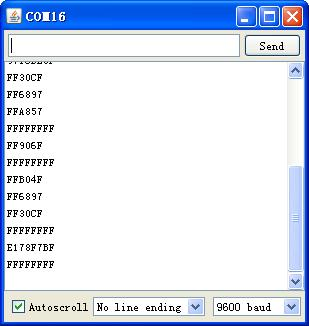 COM16
Send
FF30CF
FF6897
FFA857
FFFFFFFF
FF906F
FFFFFFFF
FFB04F
FF6897
FF30CF
FFFFFFFF
E178F7BF
FFFFFFFF
Autoscroll
No line ending
9600 baud